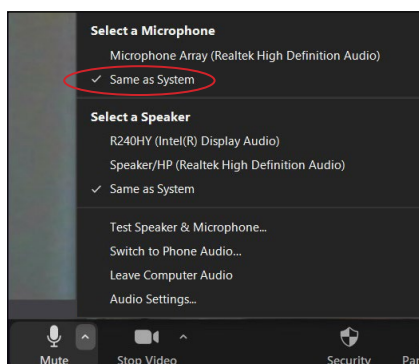 Select a Microphone
Microphone Array (Realtek High Definition Audio)
✓ Same as System
Select a Speaker
R240HY (Intel(R) Display Audio)
Speaker/HP (Realtek High Definition Audio)
✓ Same as System
Test Speaker & Microphone...
Switch to Phone Audio...
Leave Computer Audio
Audio Settings...
Mute Stop Video Security Par